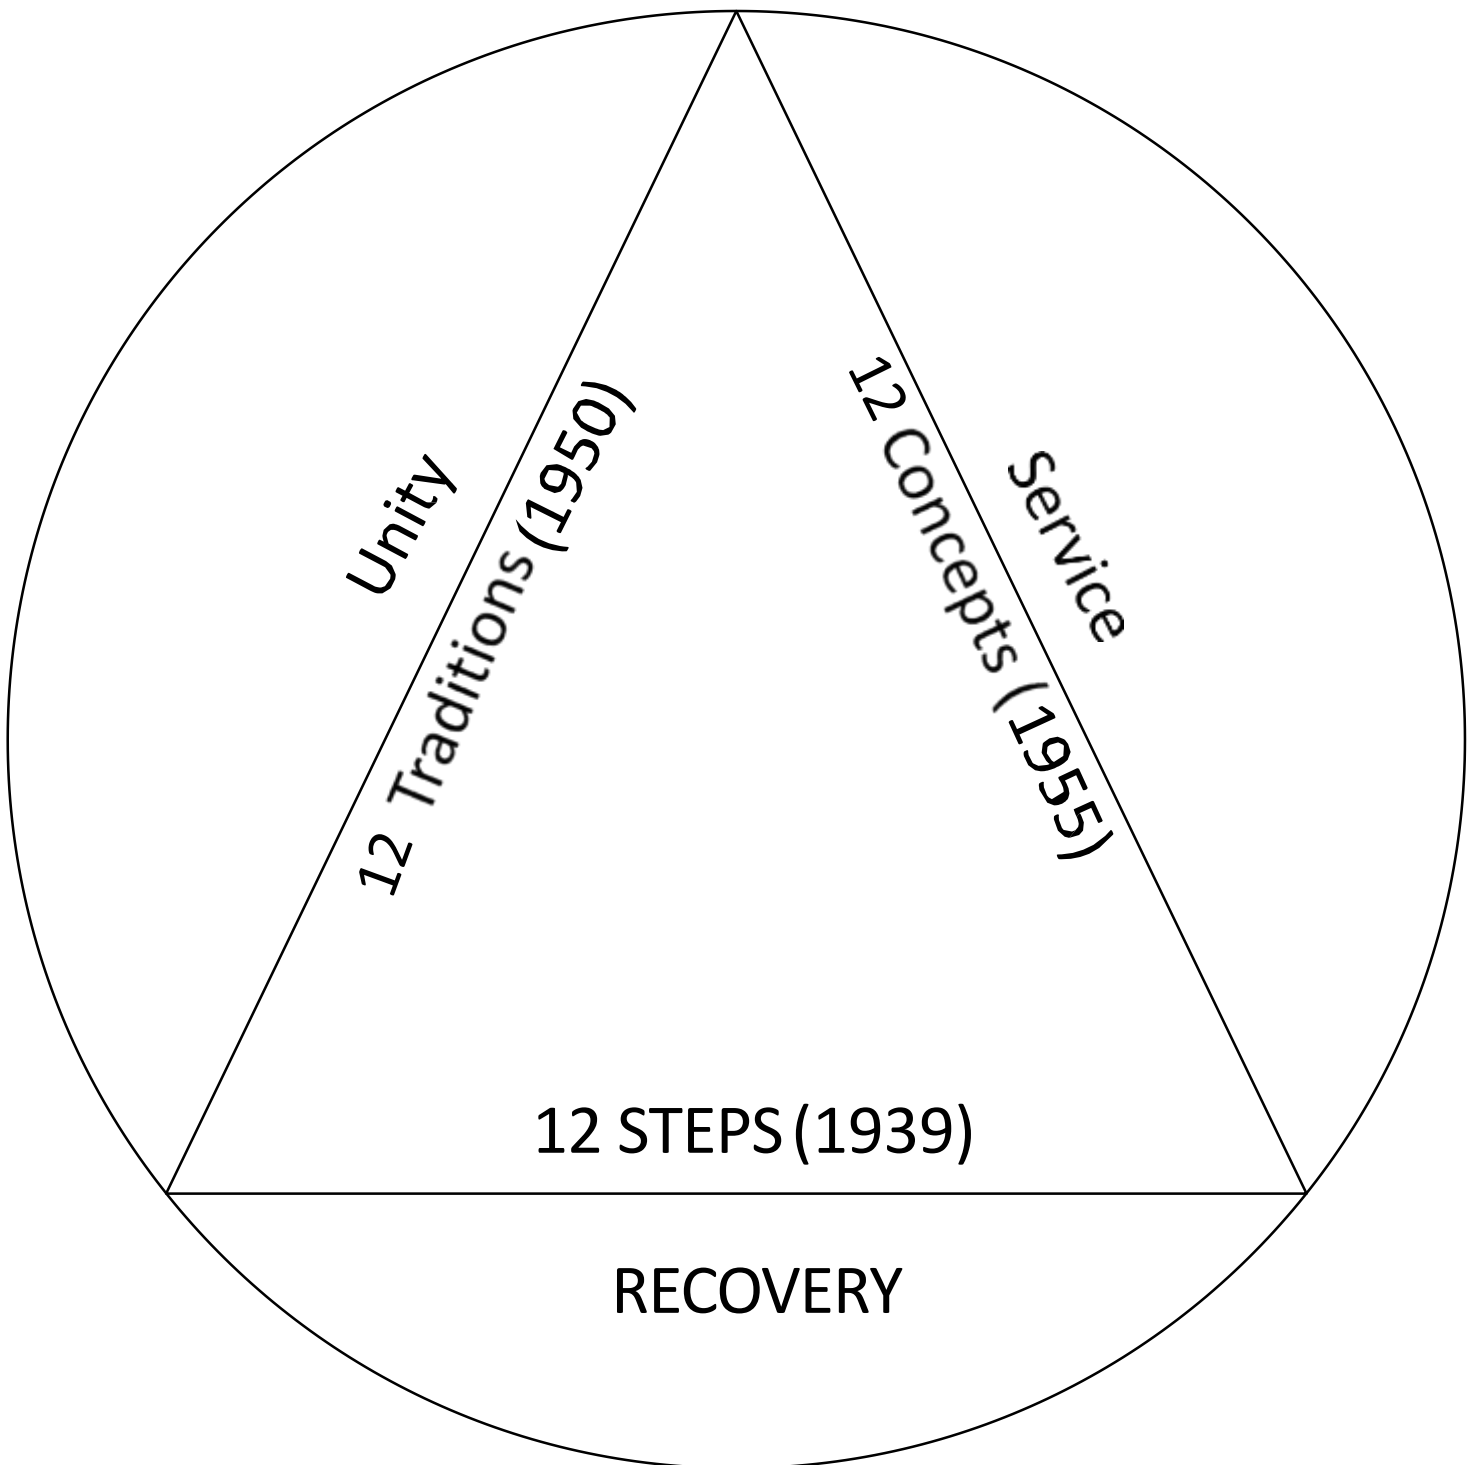 Unity
12 Traditions (1950)
12 Concepts (1955)
Service
12 STEPS (1939)
RECOVERY